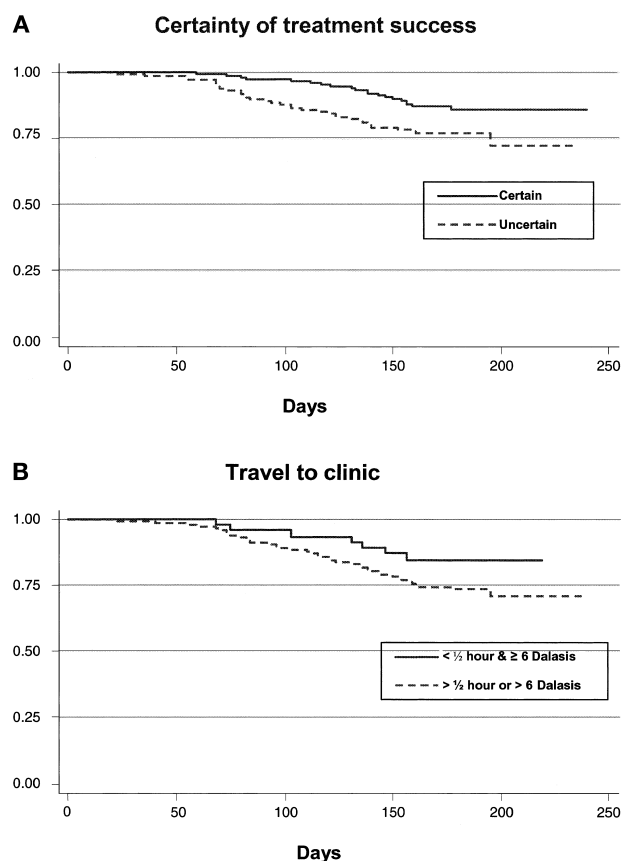 A
Certainty of treatment success
1.00
0.75
0.50
0.25
0.00
Certain
Uncertain
0 50 100 150 200 250
Days
B
Travel to clinic
1.00
0.75
0.50
0.25
0.00
< ½ hour & ≥ 6 Dalasis
> ½ hour or > 6 Dalasis
0 50 100 150 200 250
Days